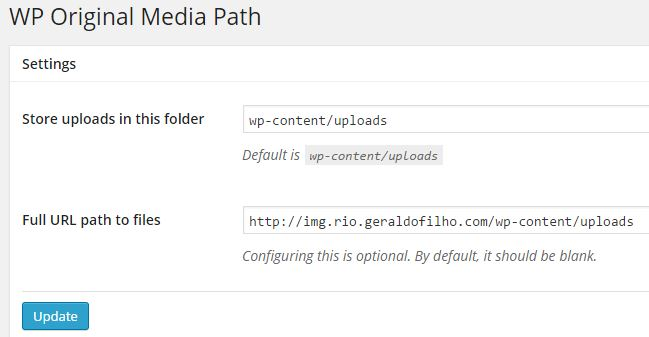 WP Original Media Path
Settings
Store uploads in this folder
wp-content/uploads
Default is wp-content/uploads
Full URL path to files
http://img.rio.geraldofilho.com/wp-content/uploads
Configuring this is optional. By default, it should be blank.
Update